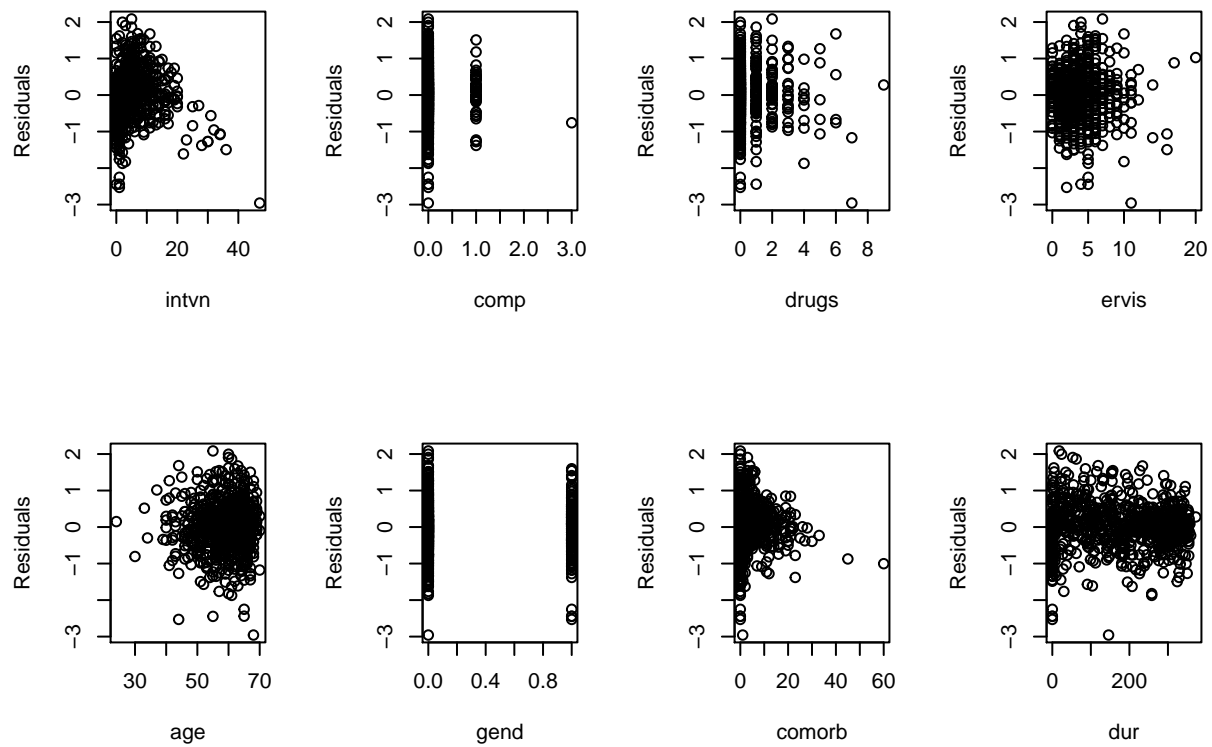 2
1
0
−1
−3
Residuals
0 20 40
intvn
2
1
0
−1
−3
Residuals
0.0 1.0 2.0 3.0
comp
2
1
0
−1
−3
Residuals
0 2 4 6 8
drugs
2
1
0
−1
−3
Residuals
0 5 10 20
ervis
2
1
0
−1
−3
Residuals
30 50 70
age
2
1
0
−1
−3
Residuals
0.0 0.4 0.8
gend
2
1
0
−1
−3
Residuals
0 20 40 60
comorb
2
1
0
−1
−3
Residuals
0 200
dur